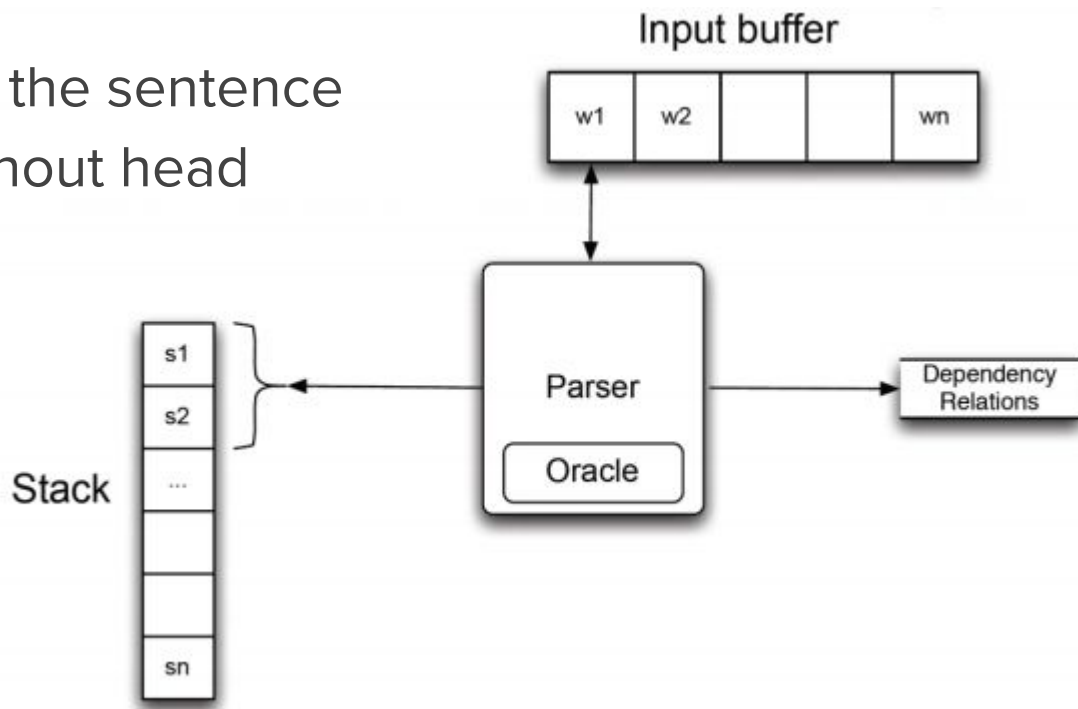 Input buffer
the sentence
hout head
w1 w2 wn
s1
s2
...
sn
Stack
Parser
Oracle
Dependency
Relations